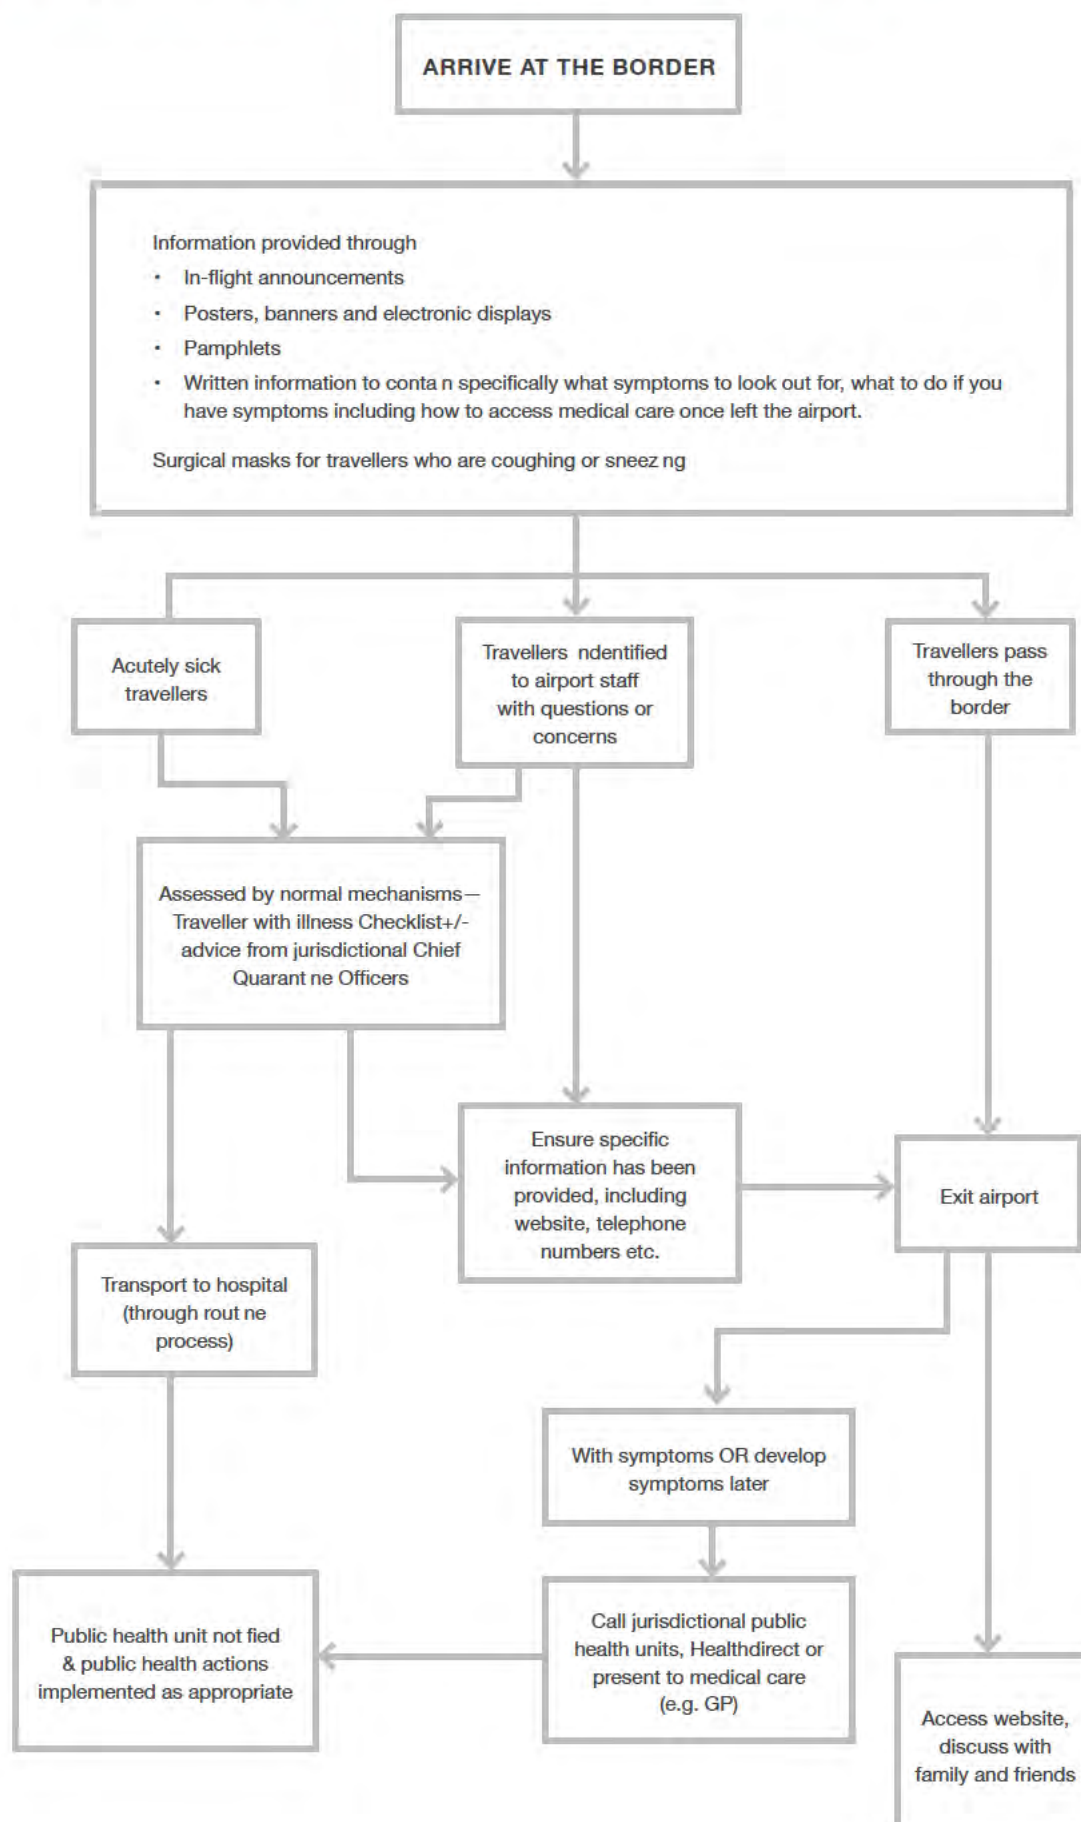 ARRIVE AT THE BORDER
Information provided through
• In-flight announcements
• Posters, banners and electronic displays
• Pamphlets
• Written information to conta n specifically what symptoms to look out for, what to do if you
have symptoms including how to access medical care once left the airport.
Surgical masks for travellers who are coughing or sneez ng
Acutely sick
travellers
Travellers ndentified
to airport staff
with questions or
concerns
Travellers pass
through the
border
Assessed by normal mechanisms—
Traveller with illness Checklist+/-
advice from jurisdictional Chief
Quarant ne Officers
Ensure specific
information has been
provided, including
website, telephone
numbers etc.
Exit airport
Transport to hospital
(through rout ne
process)
With symptoms OR develop
symptoms later
Public health unit not fied
& public health actions
implemented as appropriate
Call jurisdictional public
health units, Healthdirect or
present to medical care
(e.g. GP)
Access website,
discuss with
family and friends